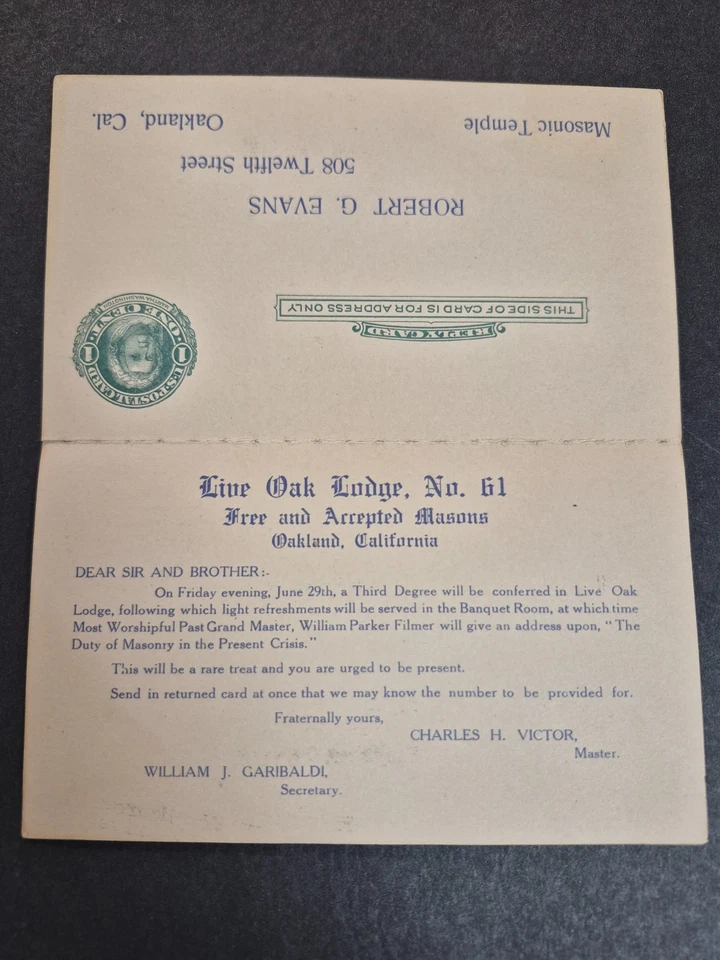 Masonic Temple Oakland, Cal.
508 Twelfth Street
ROBERT G. EVANS
THIS SIDE OF CARD IS FOR ADDRESS ONLY
REPLY CARD
U.S. POSTAL CARD
1 ONE CENT 1
MARTHA WASHINGTON
Live Oak Lodge, No. 61
Free and Accepted Masons
Oakland, California
DEAR SIR AND BROTHER:-
On Friday evening, June 29th, a Third Degree will be conferred in Live Oak
Lodge, following which light refreshments will be served in the Banquet Room, at which time
Most Worshipful Past Grand Master, William Parker Filmer will give an address upon, "The
Duty of Masonry in the Present Crisis."
This will be a rare treat and you are urged to be present.
Send in returned card at once that we may know the number to be provided for.
Fraternally yours,
CHARLES H. VICTOR,
Master.
WILLIAM J. GARIBALDI,
Secretary.